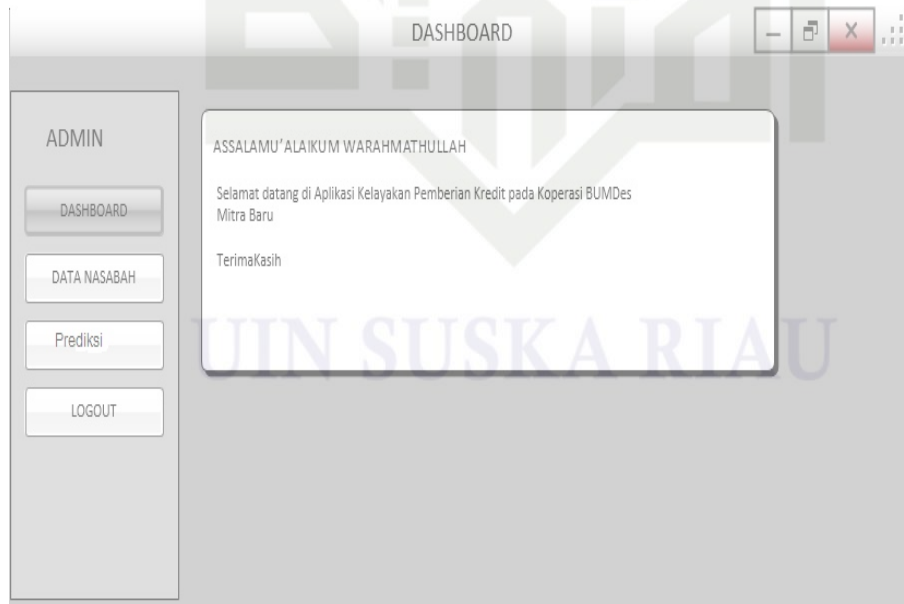 DASHBOARD
ADMIN
DASHBOARD
DATA NASABAH
Prediksi
LOGOUT
ASSALAMU'ALAIKUM WARAHMATHULLAH
Selamat datang di Aplikasi Kelayakan Pemberian Kredit pada Koperasi BUMDes
Mitra Baru
TerimaKasih
UIN SUSKA RIAU